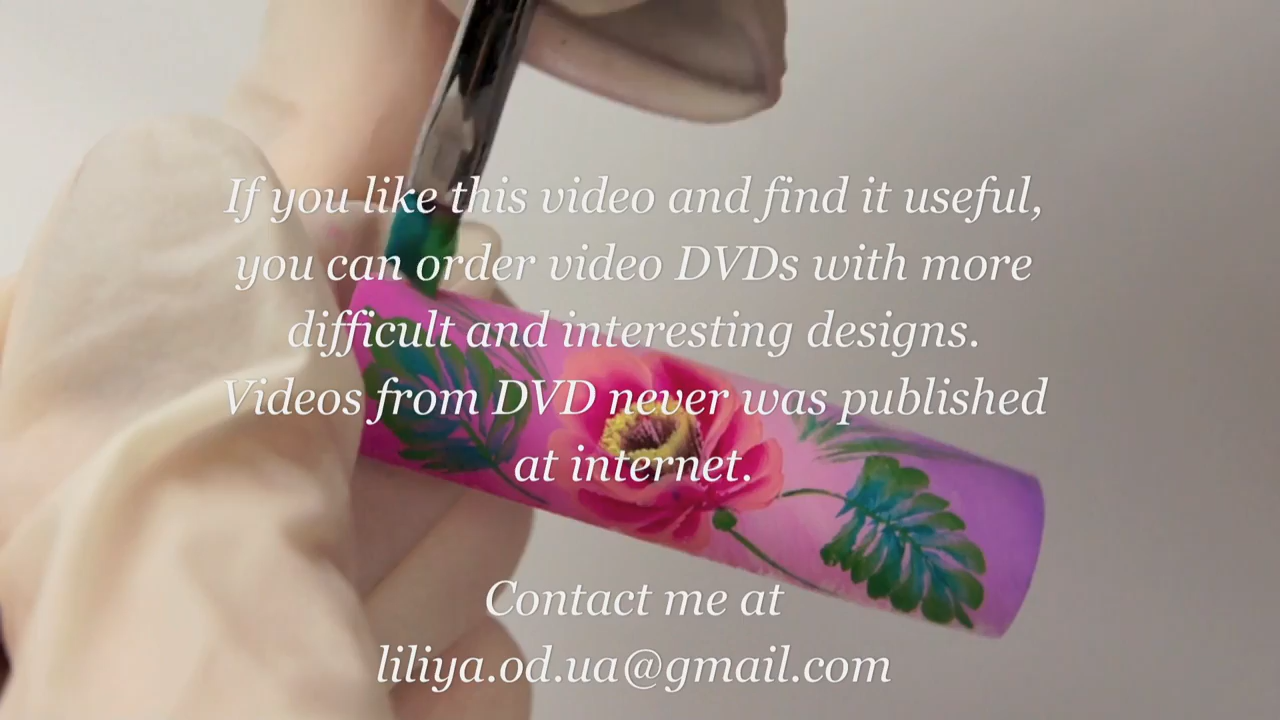 If you like this video and find it useful,
you can order video DVDs with more
difficult and interesting designs.
Videos from DVD never was published
at internet.
Contact me at
liliya.od.ua@gmail.com